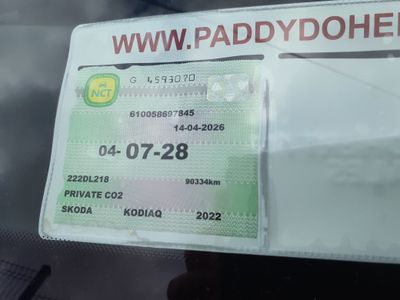 WWW.PADDYDOHE
NCT
G 4593070
610058697845
14-04-2026
04-07-28
222DL218 90334km
PRIVATE CO2
SKODA KODIAQ 2022